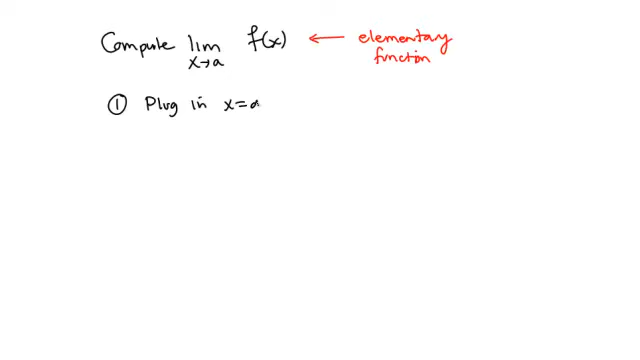 Compute lim f(x) ← elementary
x→a function
① Plug in x=a